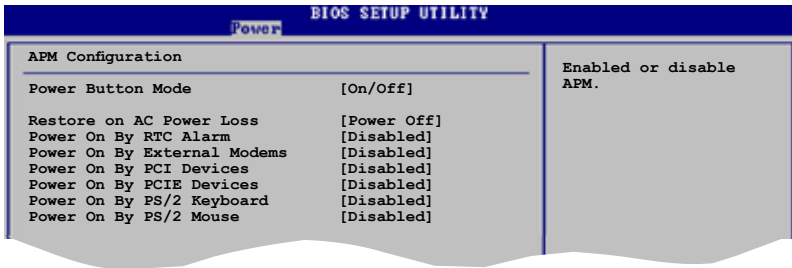 BIOS SETUP UTILITY
Power
APM Configuration
Power Button Mode [On/Off]
Restore on AC Power Loss [Power Off]
Power On By RTC Alarm [Disabled]
Power On By External Modems [Disabled]
Power On By PCI Devices [Disabled]
Power On By PCIE Devices [Disabled]
Power On By PS/2 Keyboard [Disabled]
Power On By PS/2 Mouse [Disabled]
Enabled or disable
APM.